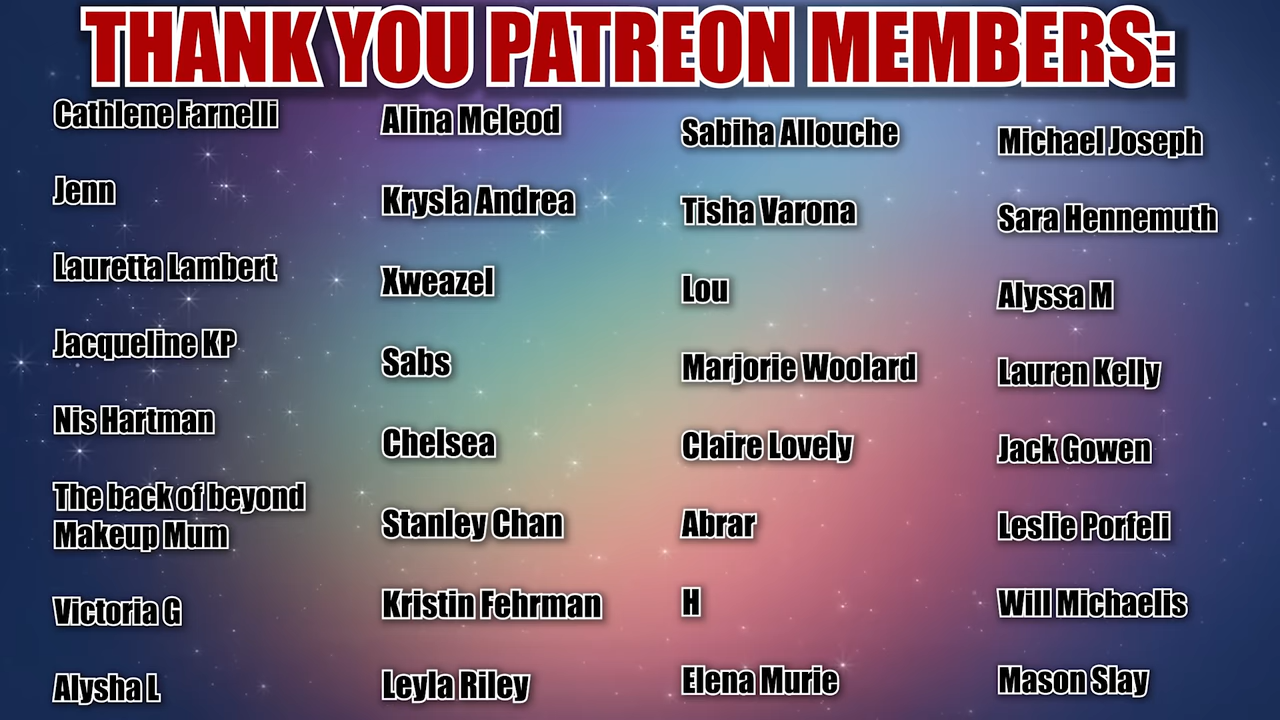 THANK YOU PATREON MEMBERS:
Cathlene Farnelli
Jenn
Lauretta Lambert
Jacqueline KP
Nis Hartman
The back of beyond
Makeup Mum
Victoria G
Alysha L
Alina Mcleod
Krysla Andrea
Xweazel
Sabs
Chelsea
Stanley Chan
Kristin Fehrman
Leyla Riley
Sabiha Allouche
Tisha Varona
Lou
Marjorie Woolard
Claire Lovely
Abrar
H
Elena Murie
Michael Joseph
Sara Hennemuth
Alyssa M
Lauren Kelly
Jack Gowen
Leslie Porfeli
Will Michaelis
Mason Slay